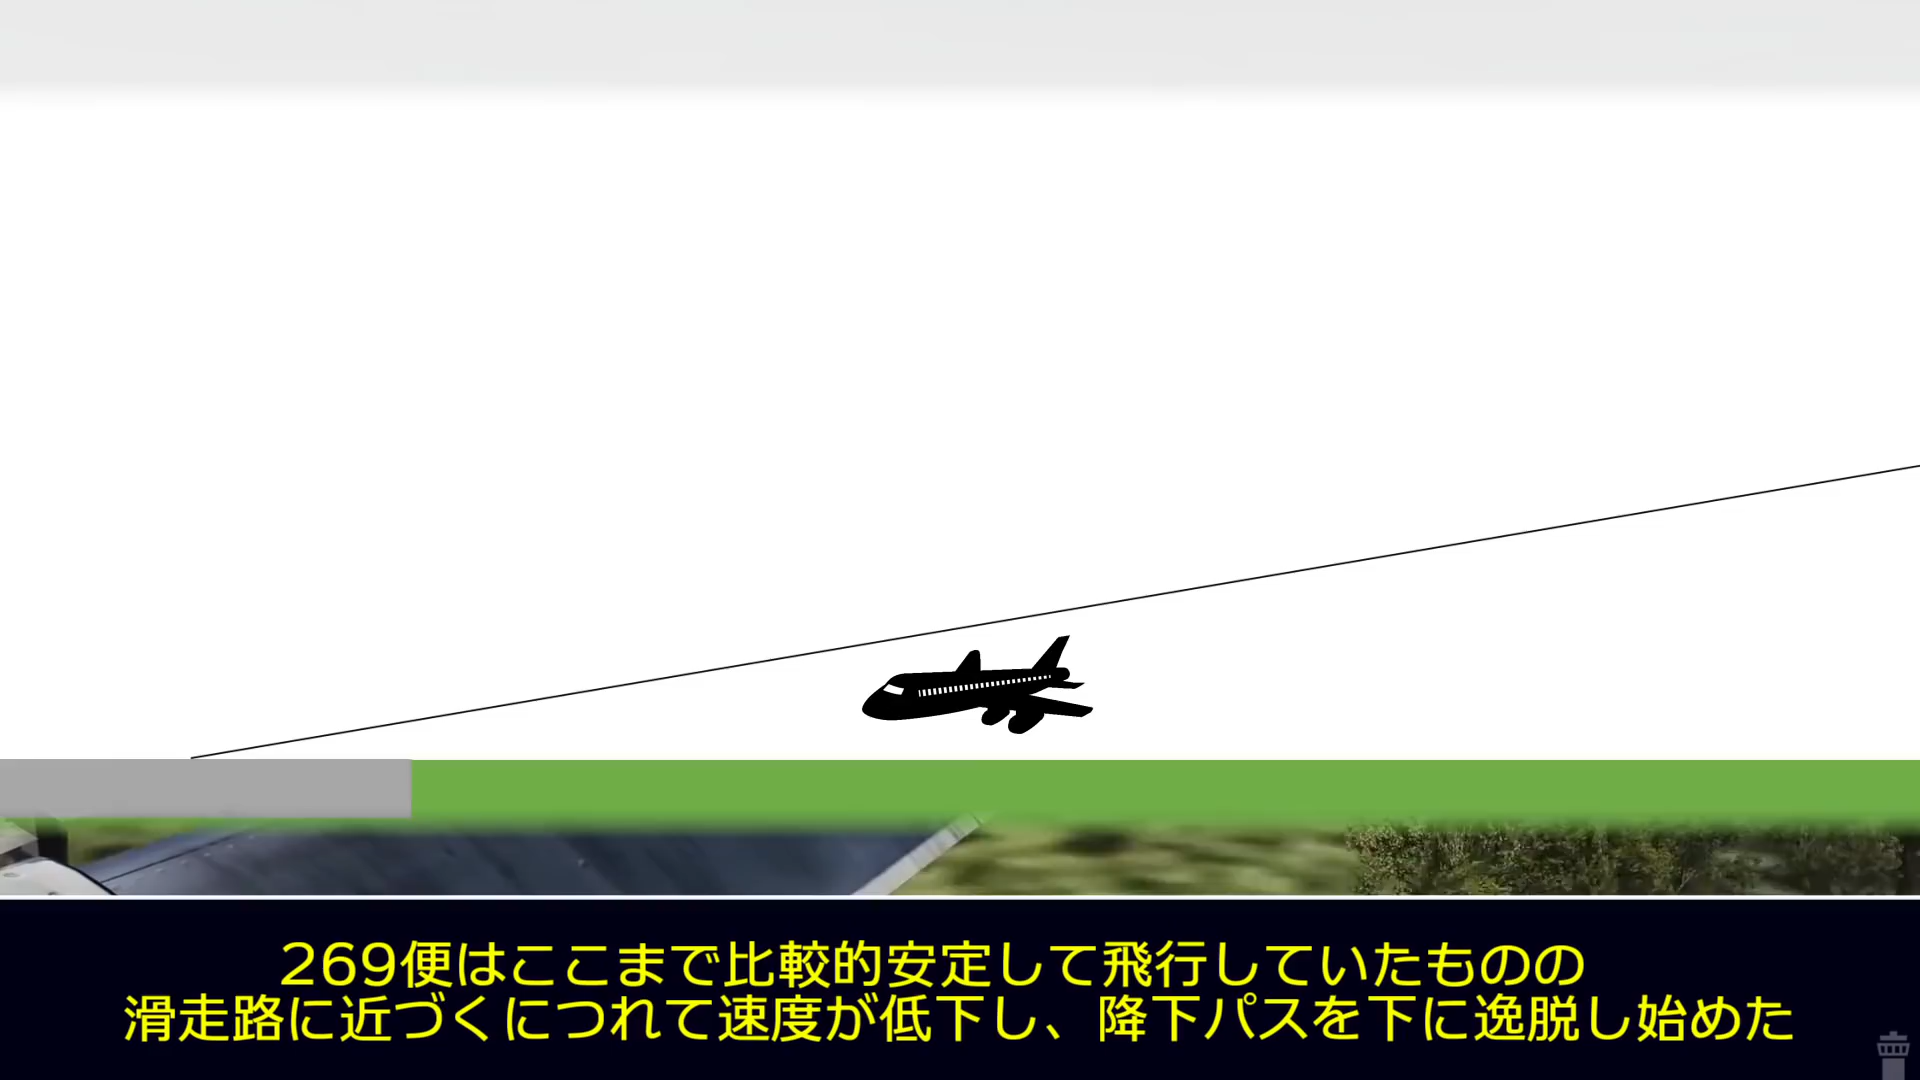 269便はここまで比較的安定して飛行していたものの
滑走路に近づくにつれて速度が低下し、降下パスを下に逸脱し始めた